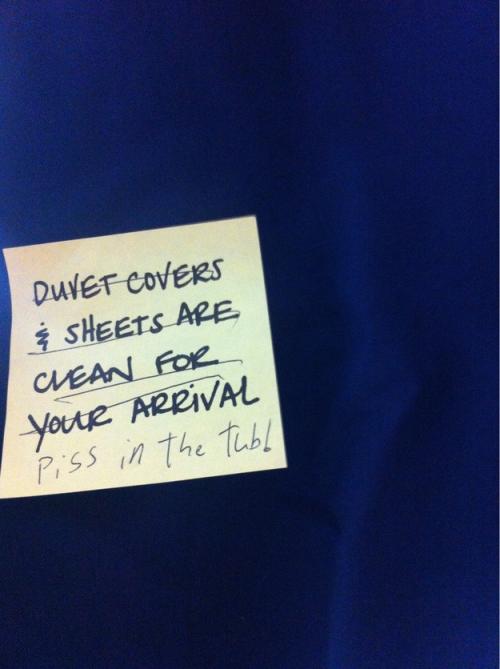 DUVET COVERS
& SHEETS ARE
CLEAN FOR
YOUR ARRIVAL
Piss in the tub!